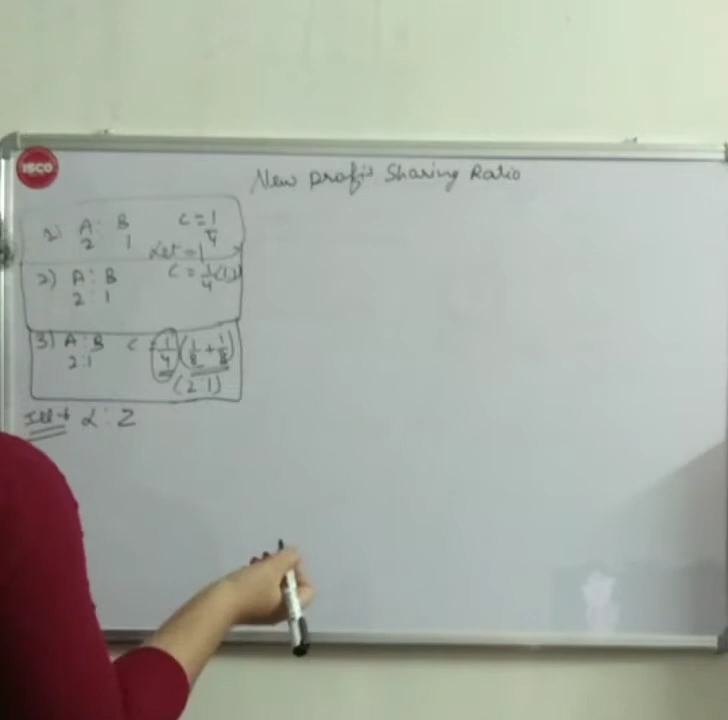 ISCO
New Profit Sharing Ratio
1) A : B C = 1/4
2 1 Let = 1
2) A : B C = 1/4 (1,1)
2 : 1
3) A : B C = 1/4 (1/8 + 1/8)
2:1 (2:1)
α : Z